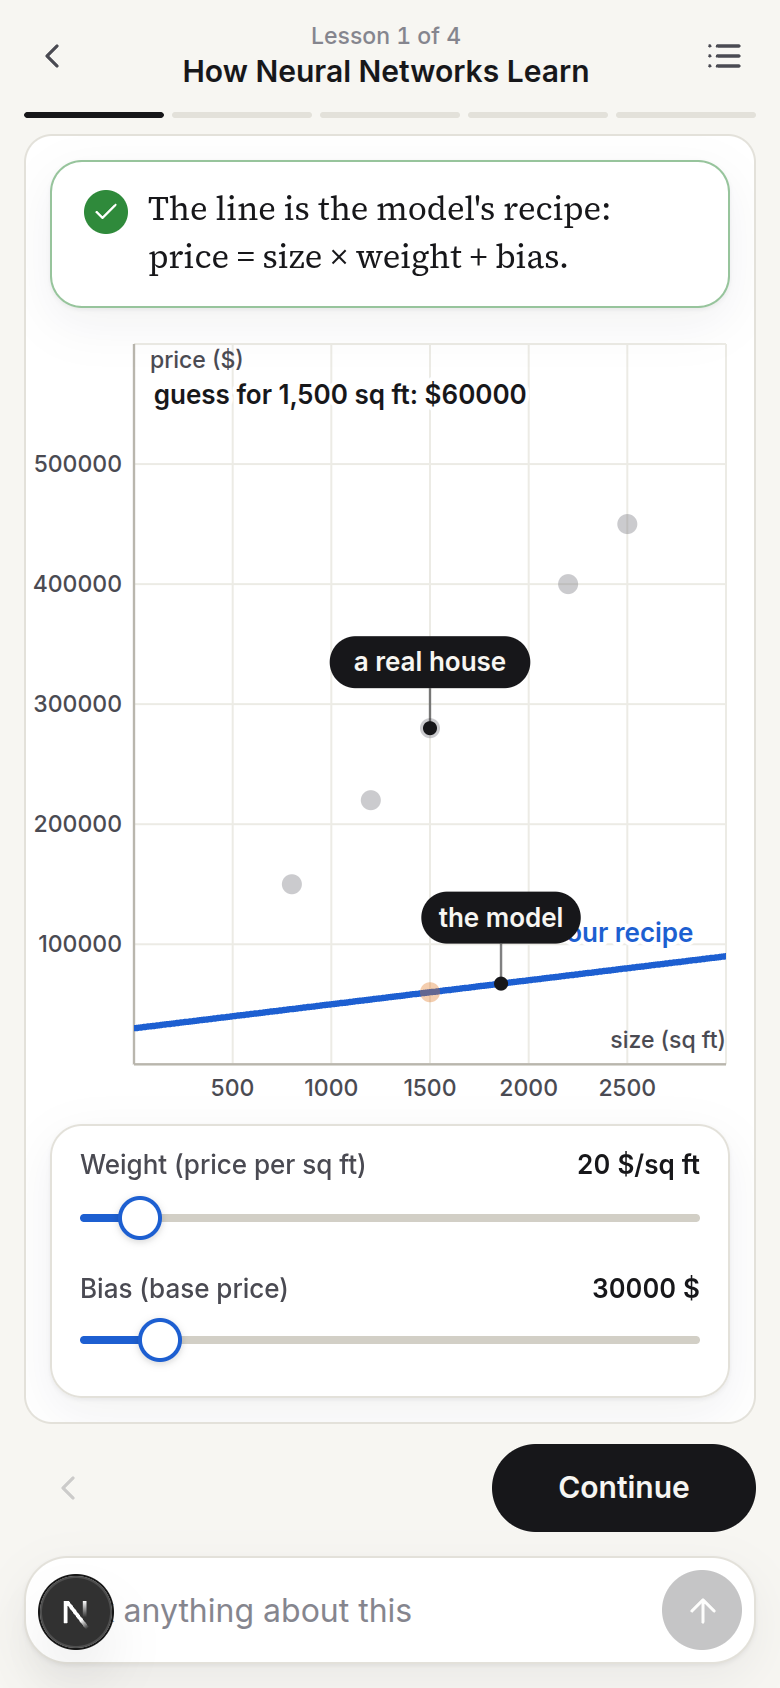 Lesson 1 of 4
How Neural Networks Learn
The line is the model's recipe:
price = size × weight + bias.
price ($)
guess for 1,500 sq ft: $60000
500000
400000
a real house
300000
200000
the model
our recipe
100000
size (sq ft)
500 1000 1500 2000 2500
Weight (price per sq ft) 20 $/sq ft
Bias (base price) 30000 $
Continue
N anything about this